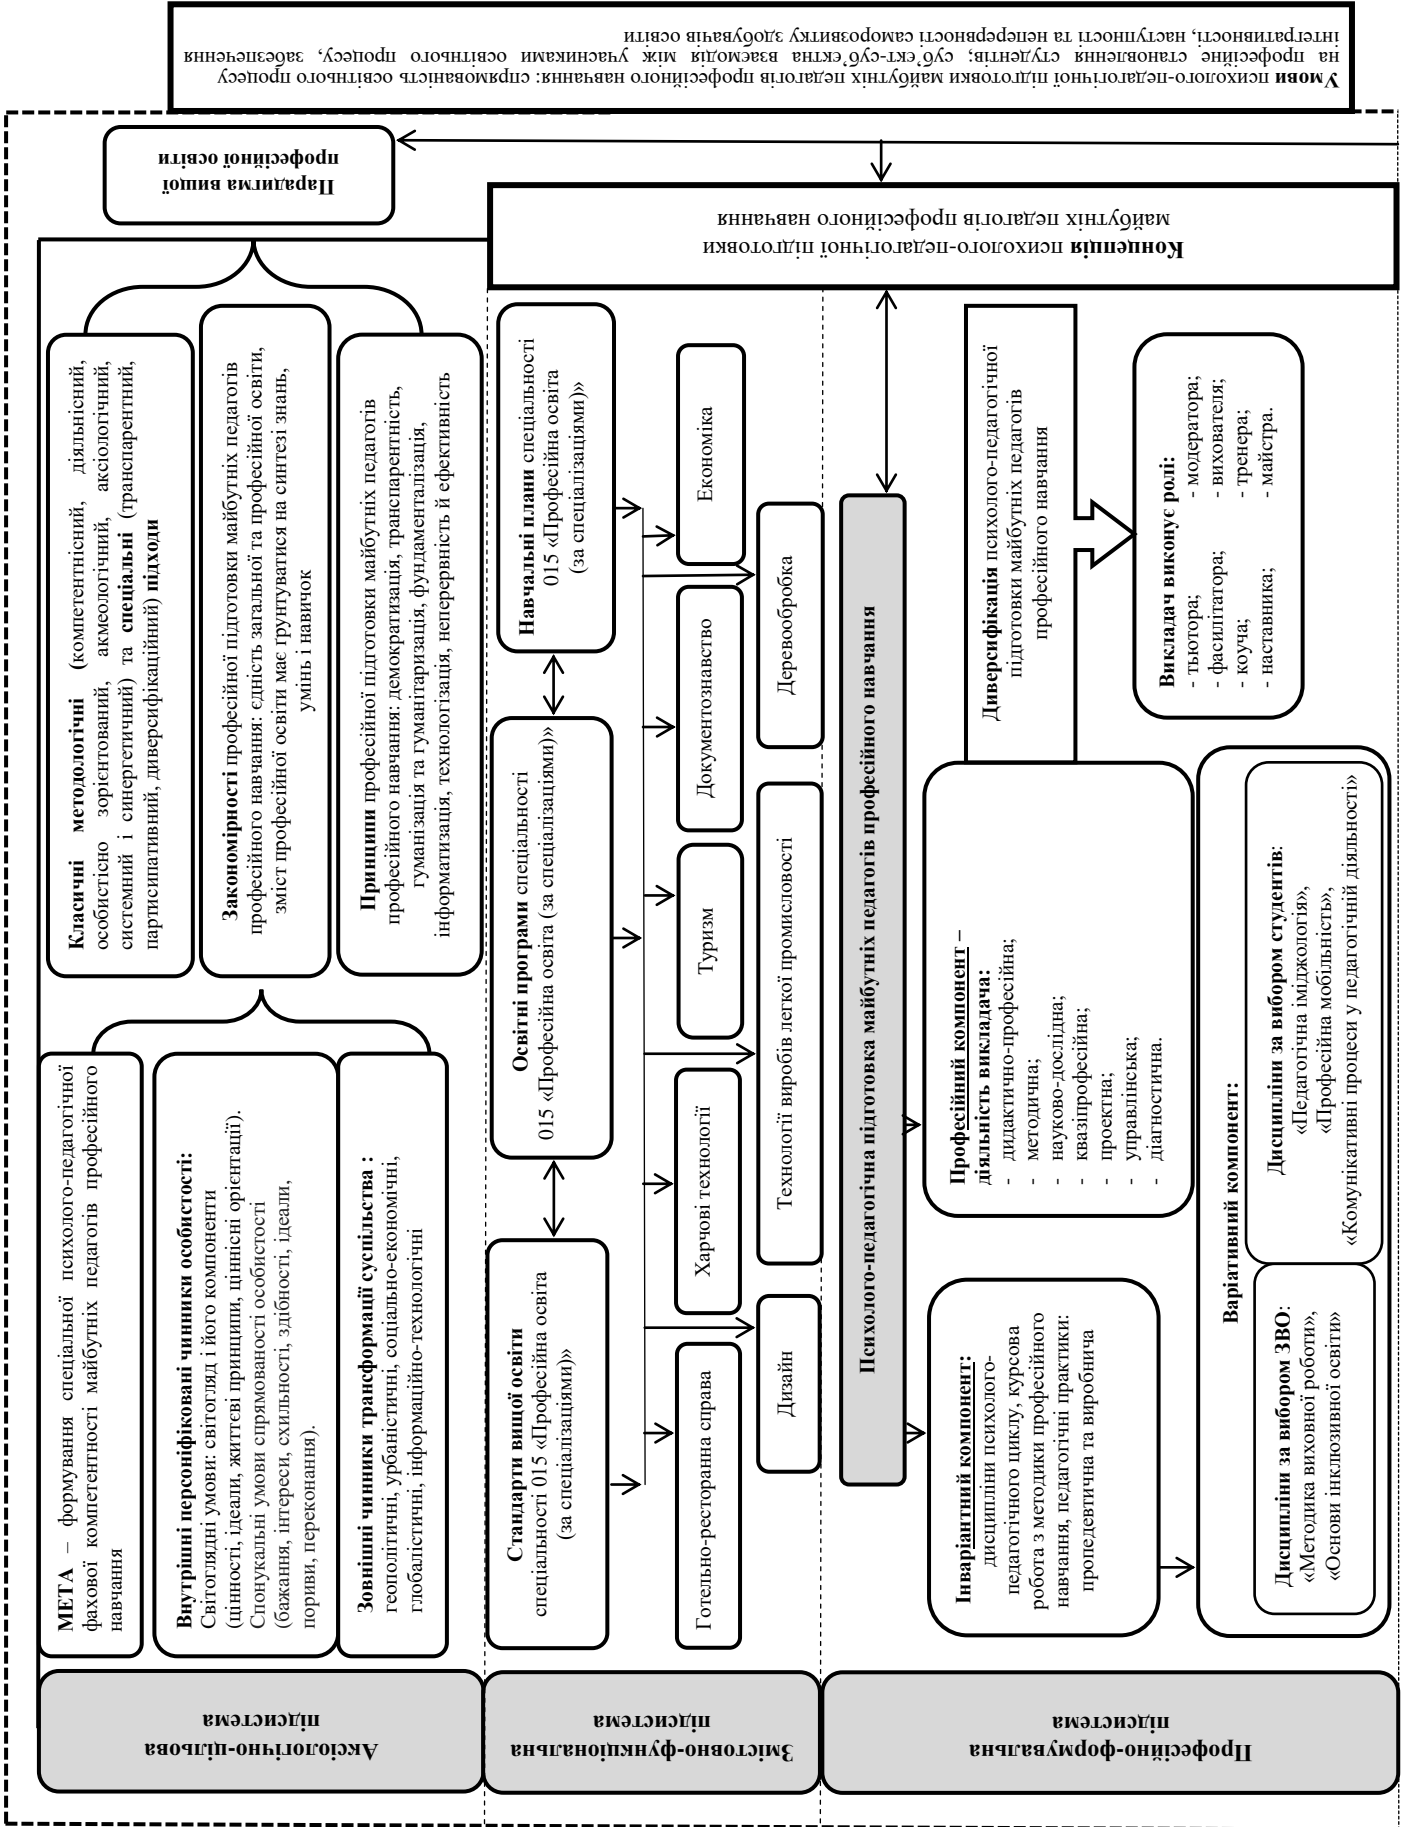 Умови психолого-педагогічної підготовки майбутніх педагогів професійного навчання: спрямованість освітнього процесу
на професійне становлення студентів; суб’єкт-суб’єктна взаємодія між учасниками освітнього процесу, забезпечення
інтегративності, наступності та неперервності саморозвитку здобувачів освіти
Парадигма вищої
професійної освіти
Концепція психолого-педагогічної підготовки
майбутніх педагогів професійного навчання
Аксіологічно-цільова
підсистема
МЕТА – формування спеціальної психолого-педагогічної
фахової компетентності майбутніх педагогів професійного
навчання
Внутрішні персоніфіковані чинники особистості:
Світоглядні умови: світогляд і його компоненти
(цінності, ідеали, життєві принципи, ціннісні орієнтації).
Спонукальні умови спрямованості особистості
(бажання, інтереси, схильності, здібності, ідеали,
пориви, переконання).
Зовнішні чинники трансформації суспільства :
геополітичні, урбаністичні, соціально-економічні,
глобалістичні, інформаційно-технологічні
Класичні методологічні (компетентнісний, діяльнісний,
особистісно зорієнтований, акмеологічний, аксіологічний,
системний і синергетичний) та спеціальні (транспарентний,
партисипативний, диверсифікаційний) підходи
Закономірності професійної підготовки майбутніх педагогів
професійного навчання: єдність загальної та професійної освіти,
зміст професійної освіти має ґрунтуватися на синтезі знань,
умінь і навичок
Принципи професійної підготовки майбутніх педагогів
професійного навчання: демократизація, транспарентність,
гуманізація та гуманітаризація, фундаменталізація,
інформатизація, технологізація, неперервність й ефективність
Змістовно-функціональна
підсистема
Стандарти вищої освіти
спеціальності 015 «Професійна освіта
(за спеціалізаціями)»
Освітні програми спеціальності
015 «Професійна освіта (за спеціалізаціями)»
Навчальні плани спеціальності
015 «Професійна освіта
(за спеціалізаціями)»
Готельно-ресторанна справа
Харчові технології
Туризм
Документознавство
Економіка
Дизайн
Технології виробів легкої промисловості
Деревообробка
Професійно-формувальна
підсистема
Психолого-педагогічна підготовка майбутніх педагогів професійного навчання
Інваріантний компонент:
дисципліни психолого-
педагогічного циклу, курсова
робота з методики професійного
навчання, педагогічні практики:
пропедевтична та виробнича
Професійний компонент –
діяльність викладача:
- дидактично-професійна;
- методична;
- науково-дослідна;
- квазіпрофесійна;
- проектна;
- управлінська;
- діагностична.
Диверсифікація психолого-педагогічної
підготовки майбутніх педагогів
професійного навчання
Викладач виконує ролі:
- тьютора; - модератора;
- фасилітатора; - вихователя;
- коуча; - тренера;
- наставника; - майстра.
Варіативний компонент:
Дисципліни за вибором ЗВО:
«Методика виховної роботи»,
«Основи інклюзивної освіти»
Дисципліни за вибором студентів:
«Педагогічна іміджологія»,
«Професійна мобільність»,
«Комунікативні процеси у педагогічній діяльності»